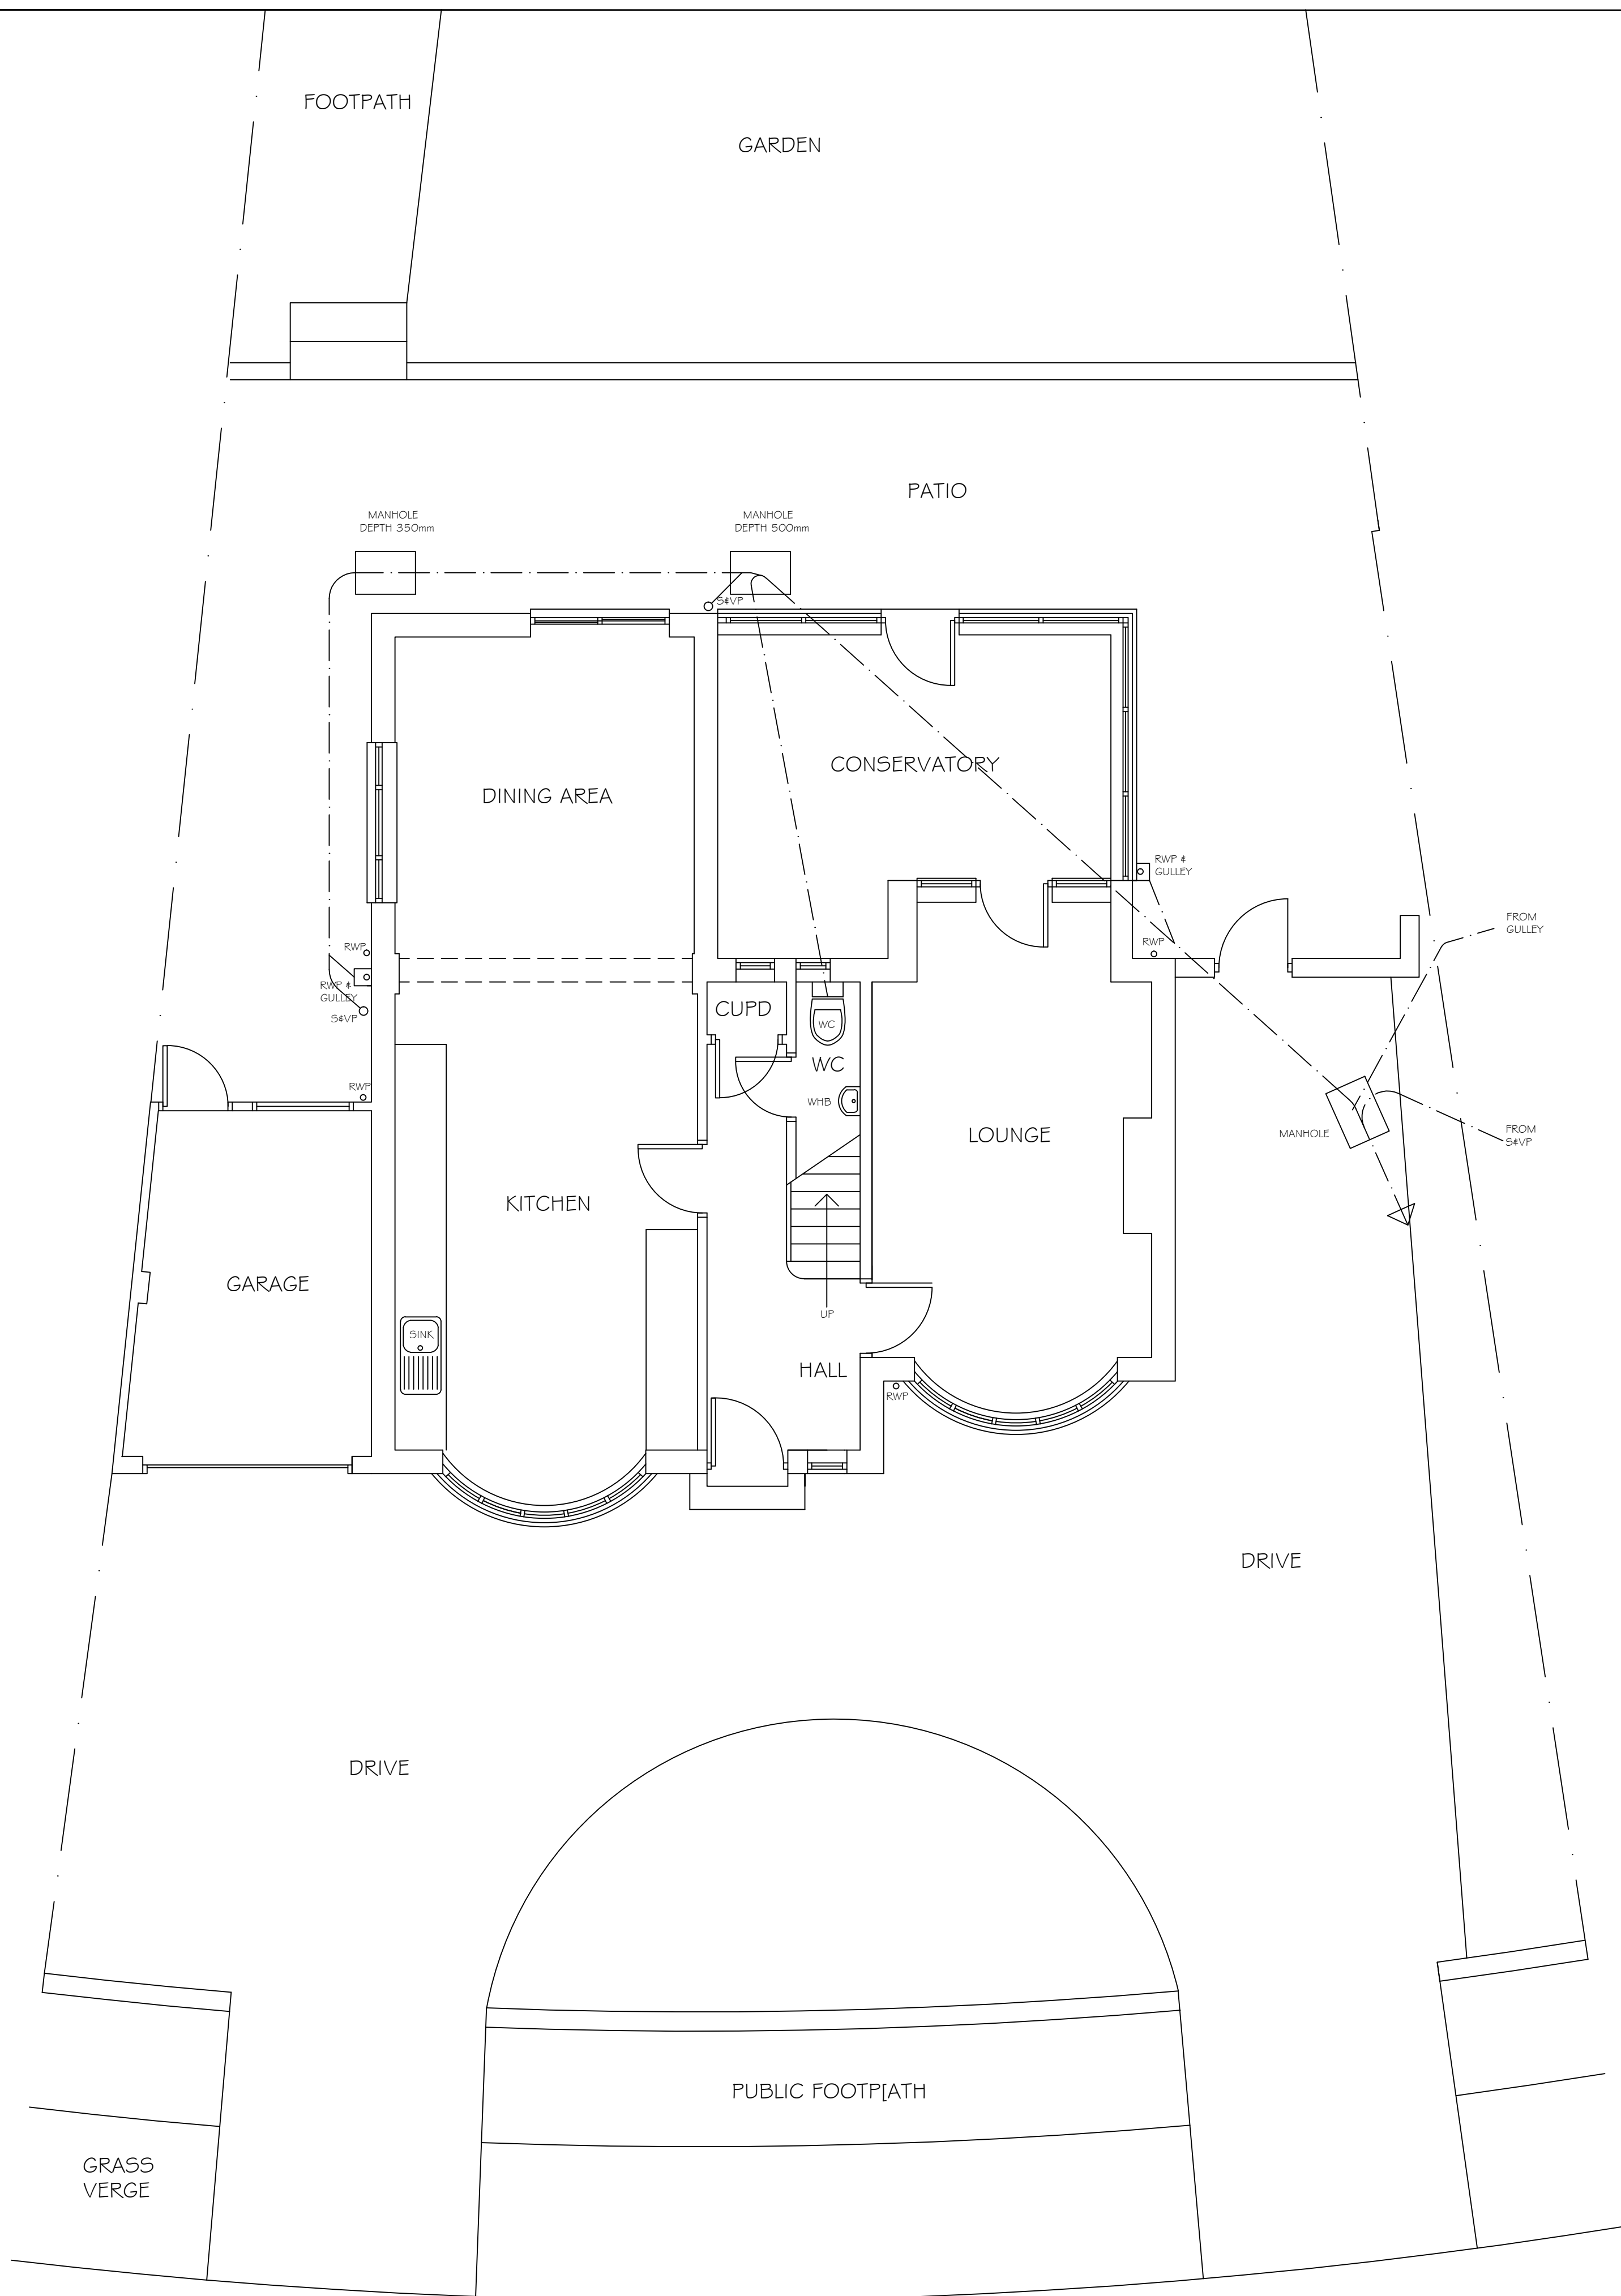 FOOTPATH
GARDEN
PATIO
MANHOLE
DEPTH 350mm
MANHOLE
DEPTH 500mm
S&VP
CONSERVATORY
DINING AREA
RWP &
GULLEY
FROM
GULLEY
RWP
RWP
RWP &
GULLEY
S&VP
CUPD
WC
WC
RWP
WHB
LOUNGE
MANHOLE
FROM
S&VP
KITCHEN
GARAGE
UP
SINK
HALL
RWP
DRIVE
DRIVE
PUBLIC FOOTP[ATH
GRASS
VERGE